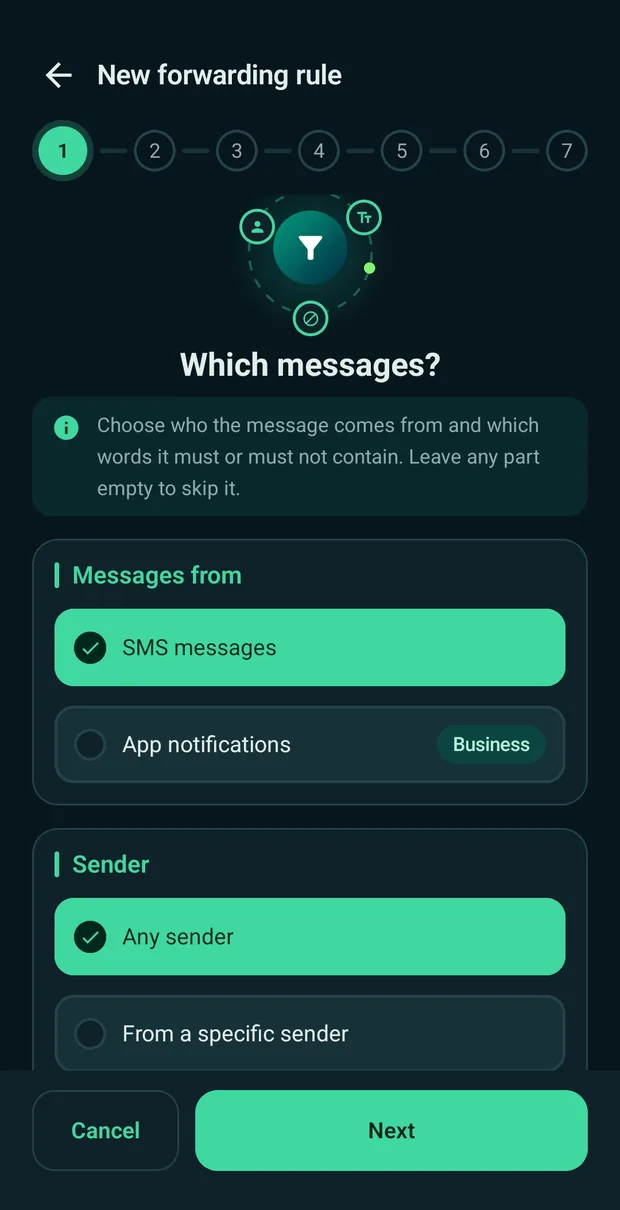 New forwarding rule
1 2 3 4 5 6 7
Tт
Which messages?
Choose who the message comes from and which
words it must or must not contain. Leave any part
empty to skip it.
Messages from
SMS messages
App notifications Business
Sender
Any sender
From a specific sender
Cancel Next